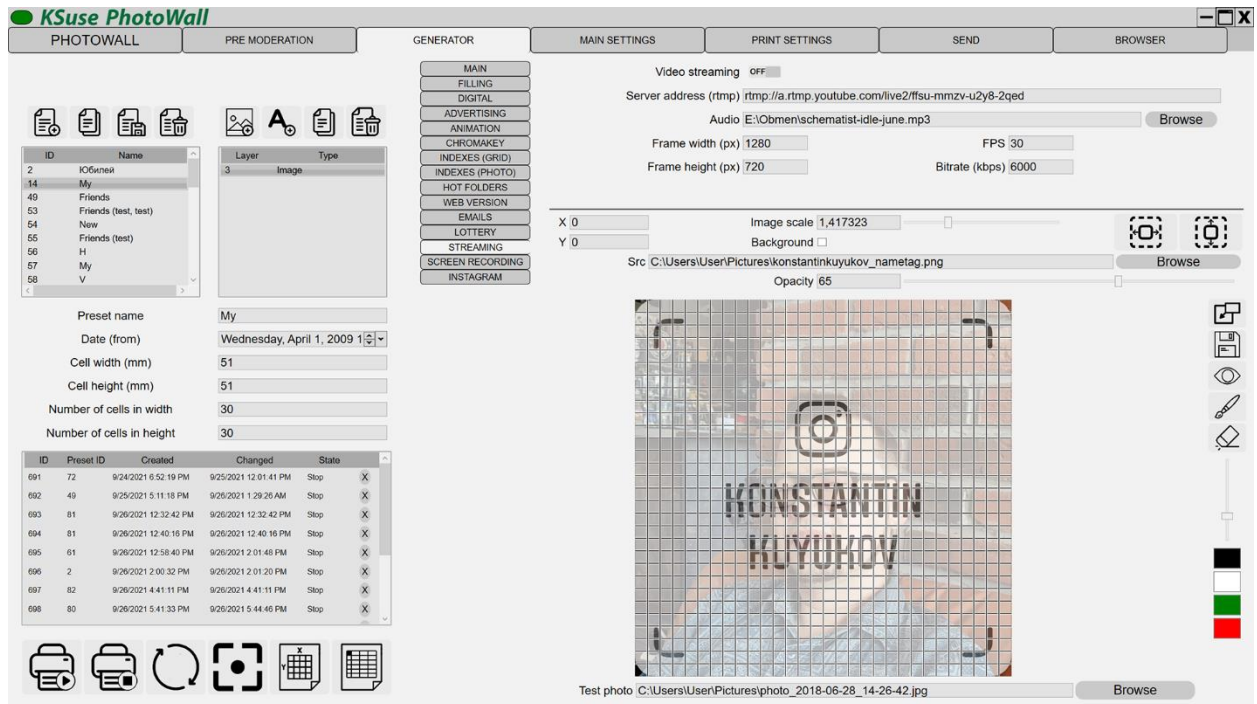 KSuse PhotoWall
PHOTOWALL PRE MODERATION GENERATOR MAIN SETTINGS PRINT SETTINGS SEND BROWSER
MAIN
FILLING
DIGITAL
ADVERTISING
ANIMATION
CHROMAKEY
INDEXES (GRID)
INDEXES (PHOTO)
HOT FOLDERS
WEB VERSION
EMAILS
LOTTERY
STREAMING
SCREEN RECORDING
INSTAGRAM
ID Name
2 Юбилей
14 My
49 Friends
53 Friends (test, test)
54 New
55 Friends (test)
56 H
57 My
58 V
Layer Type
3 Image
Preset name My
Date (from) Wednesday, April 1, 2009 1
Cell width (mm) 51
Cell height (mm) 51
Number of cells in width 30
Number of cells in height 30
ID Preset ID Created Changed State
691 72 9/24/2021 6:52:19 PM 9/25/2021 12:01:41 PM Stop X
692 49 9/25/2021 5:11:18 PM 9/26/2021 1:29:26 AM Stop X
693 81 9/26/2021 12:32:42 PM 9/26/2021 12:32:42 PM Stop X
694 81 9/26/2021 12:40:16 PM 9/26/2021 12:40:16 PM Stop X
695 61 9/26/2021 12:58:40 PM 9/26/2021 2:01:48 PM Stop X
696 2 9/26/2021 2:00:32 PM 9/26/2021 2:01:20 PM Stop X
697 82 9/26/2021 4:41:11 PM 9/26/2021 4:41:11 PM Stop X
698 80 9/26/2021 5:41:33 PM 9/26/2021 5:44:46 PM Stop X
X
Y
Video streaming OFF
Server address (rtmp) rtmp://a.rtmp.youtube.com/live2/ffsu-mmzv-u2y8-2qed
Audio E:\Obmen\schematist-idle-june.mp3 Browse
Frame width (px) 1280 FPS 30
Frame height (px) 720 Bitrate (kbps) 6000
X 0 Image scale 1,417323
Y 0 Background
Src C:\Users\User\Pictures\konstantinkuyukov_nametag.png Browse
Opacity 65
KONSTANTIN
KUYUKOV
Test photo C:\Users\User\Pictures\photo_2018-06-28_14-26-42.jpg Browse